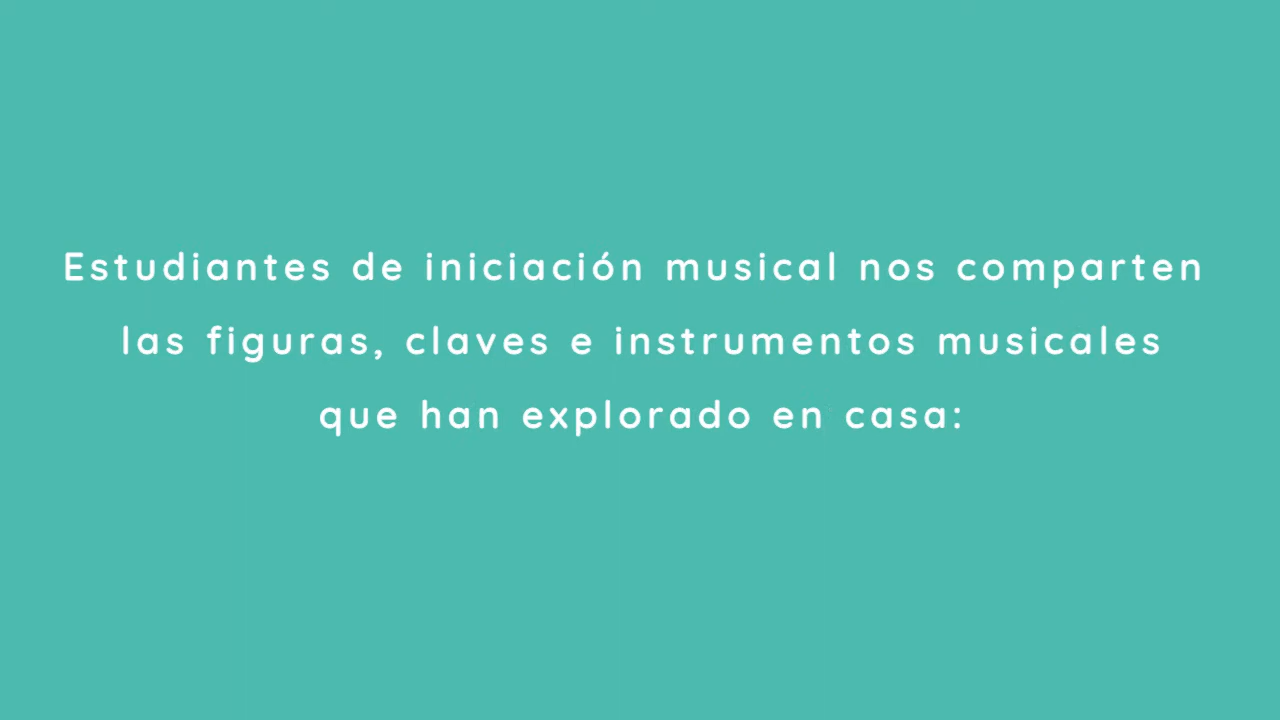 Estudiantes de iniciación musical nos comparten
las figuras, claves e instrumentos musicales
que han explorado en casa: